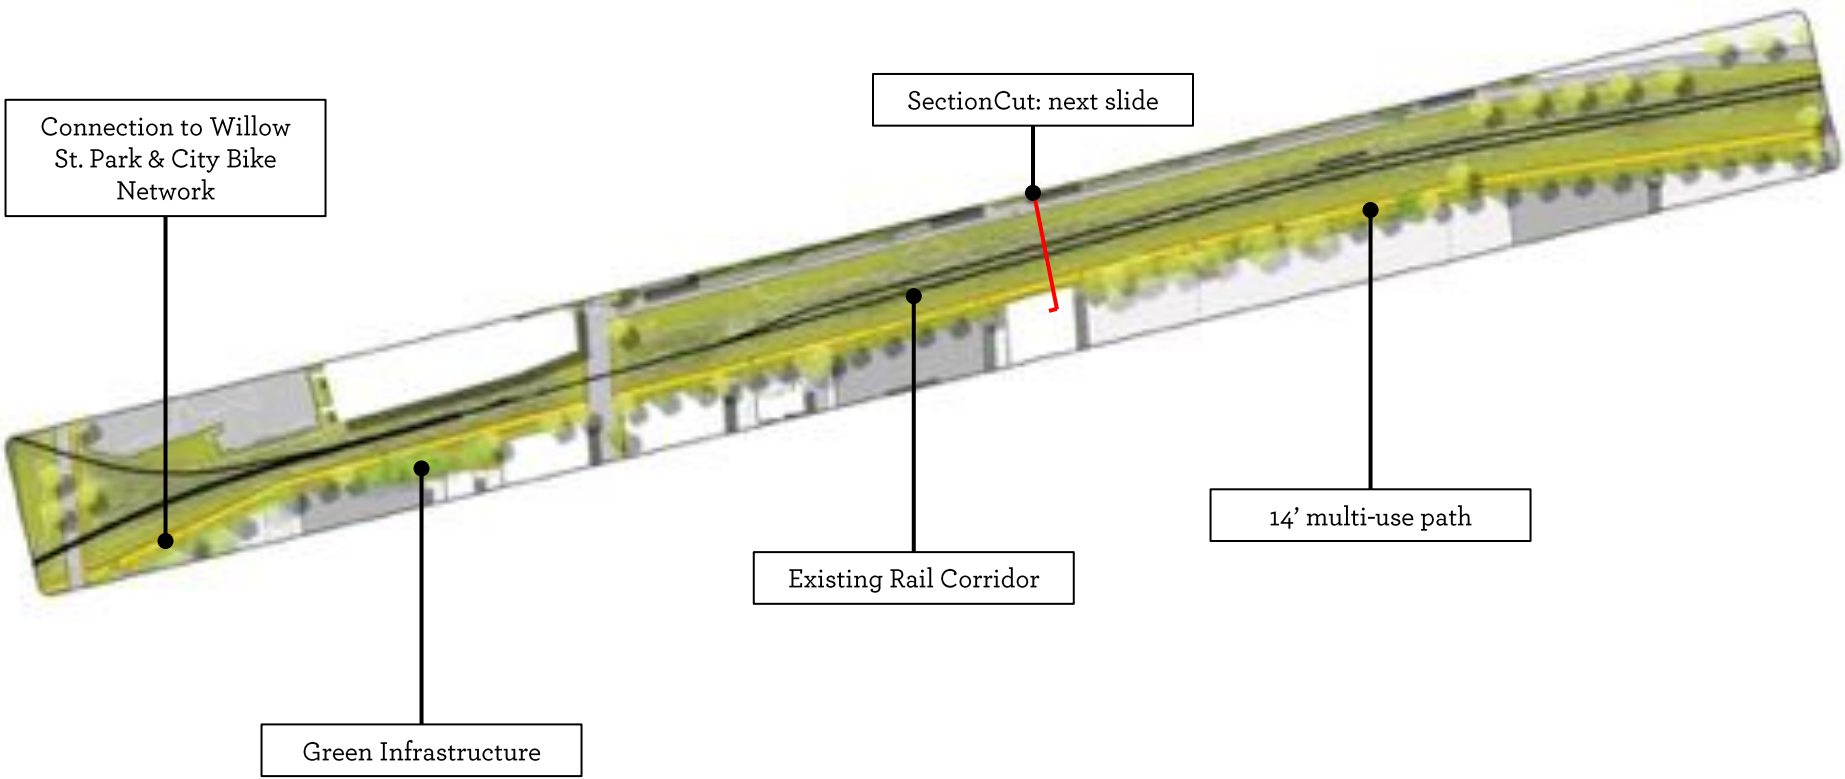 SectionCut: next slide
Connection to Willow
St. Park & City Bike
Network
14’ multi-use path
Existing Rail Corridor
Green Infrastructure